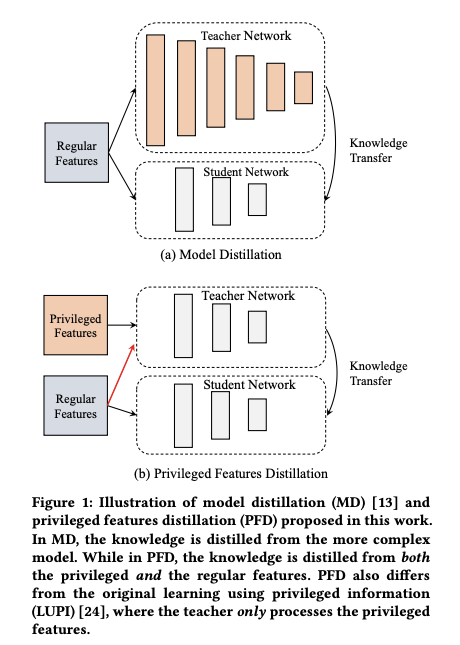 Teacher Network
Regular
Features
Student Network
Knowledge
Transfer
(a) Model Distillation
Privileged
Features
Teacher Network
Regular
Features
Student Network
Knowledge
Transfer
(b) Privileged Features Distillation
Figure 1: Illustration of model distillation (MD) [13] and
privileged features distillation (PFD) proposed in this work.
In MD, the knowledge is distilled from the more complex
model. While in PFD, the knowledge is distilled from both
the privileged and the regular features. PFD also differs
from the original learning using privileged information
(LUPI) [24], where the teacher only processes the privileged
features.